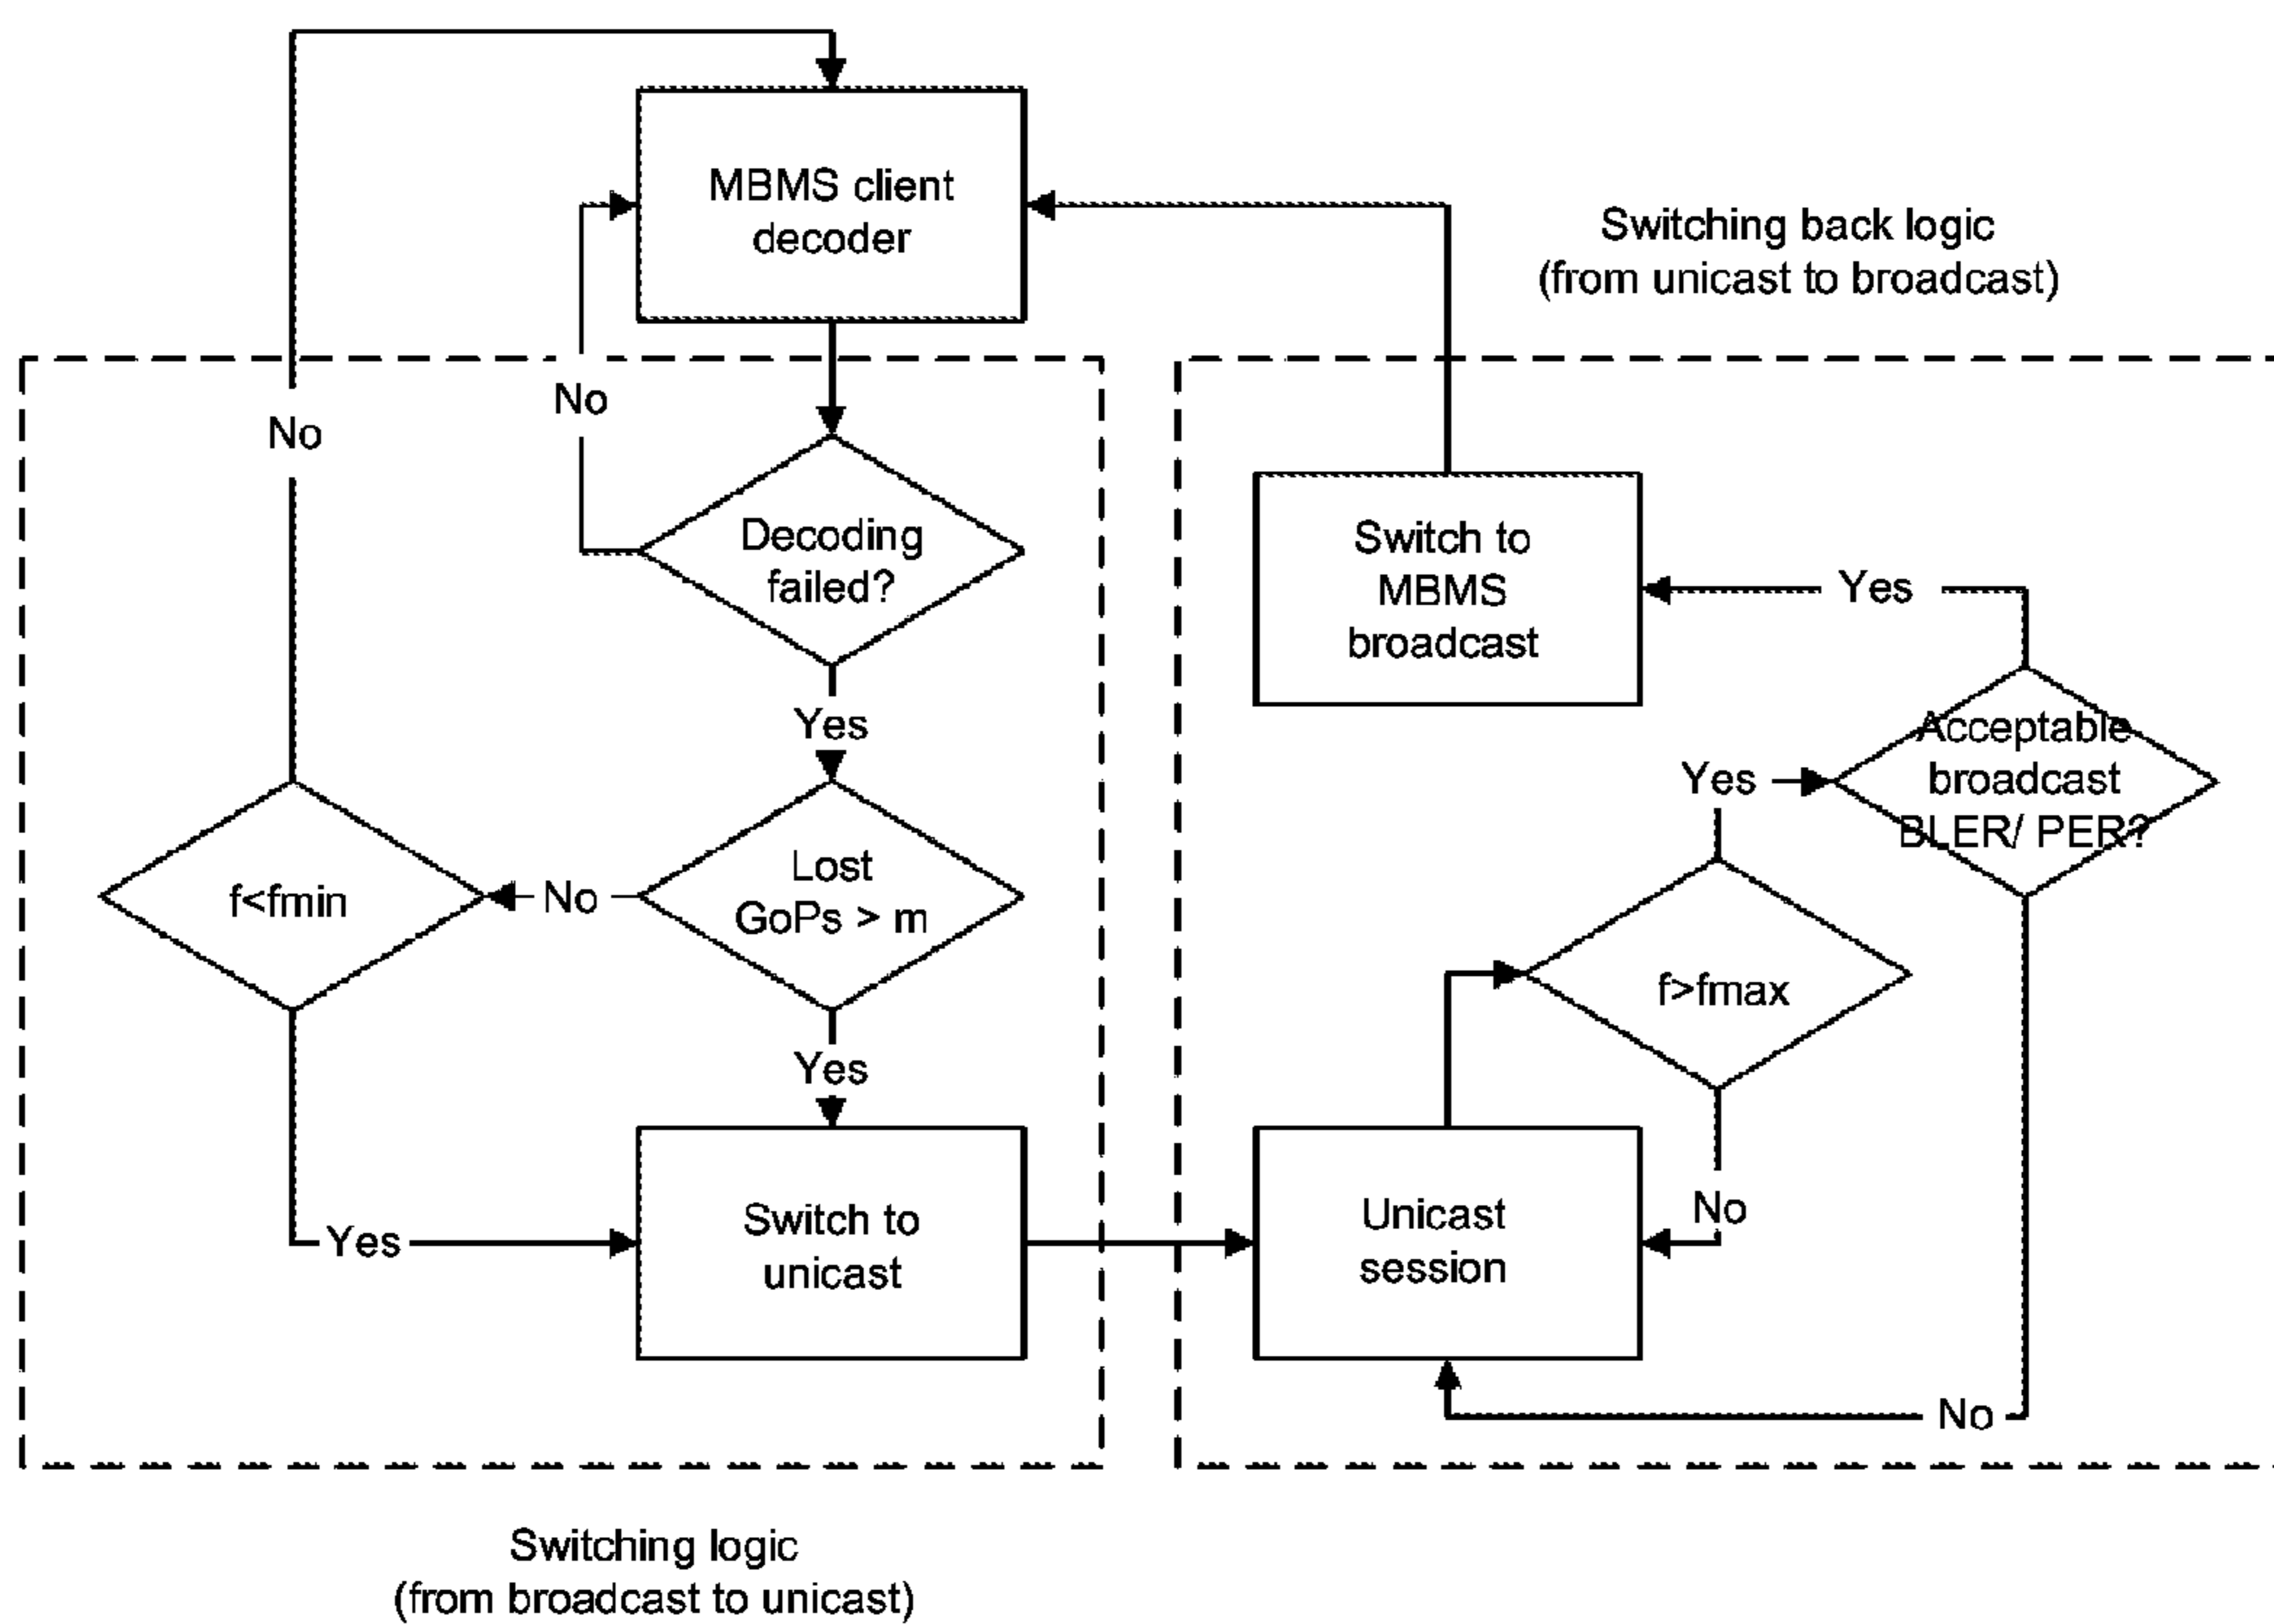 MBMS client
decoder
Switching back logic
(from unicast to broadcast)
No
No
Decoding
failed?
Switch to
MBMS
broadcast
Yes
Yes
Acceptable
broadcast
BLER/ PER?
Yes
f<fmin
No
Lost
GoPs > m
f>fmax
Yes
Yes
Switch to
unicast
Unicast
session
No
No
Switching logic
(from broadcast to unicast)